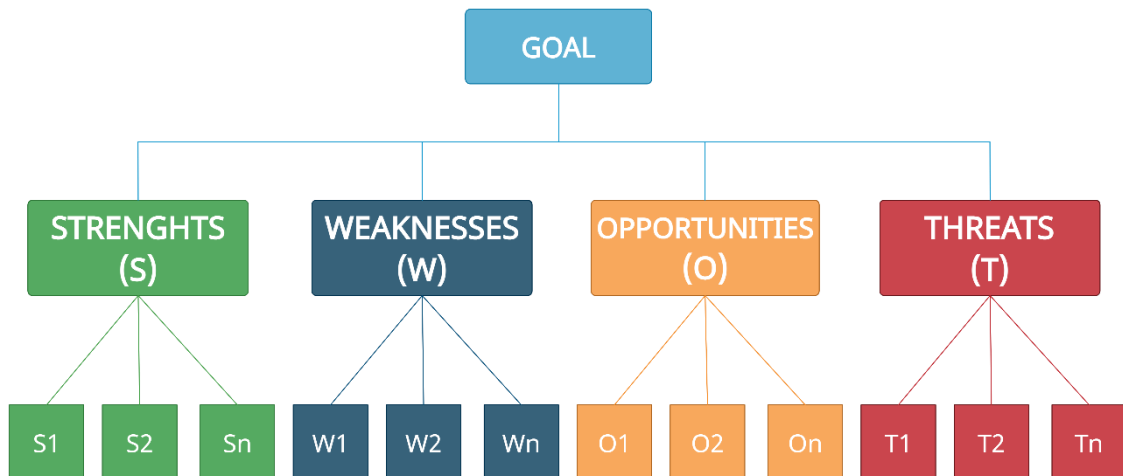 GOAL
STRENGHTS
(S)
WEAKNESSES
(W)
OPPORTUNITIES
(O)
THREATS
(T)
S1
S2
Sn
W1
W2
Wn
O1
O2
On
T1
T2
Tn